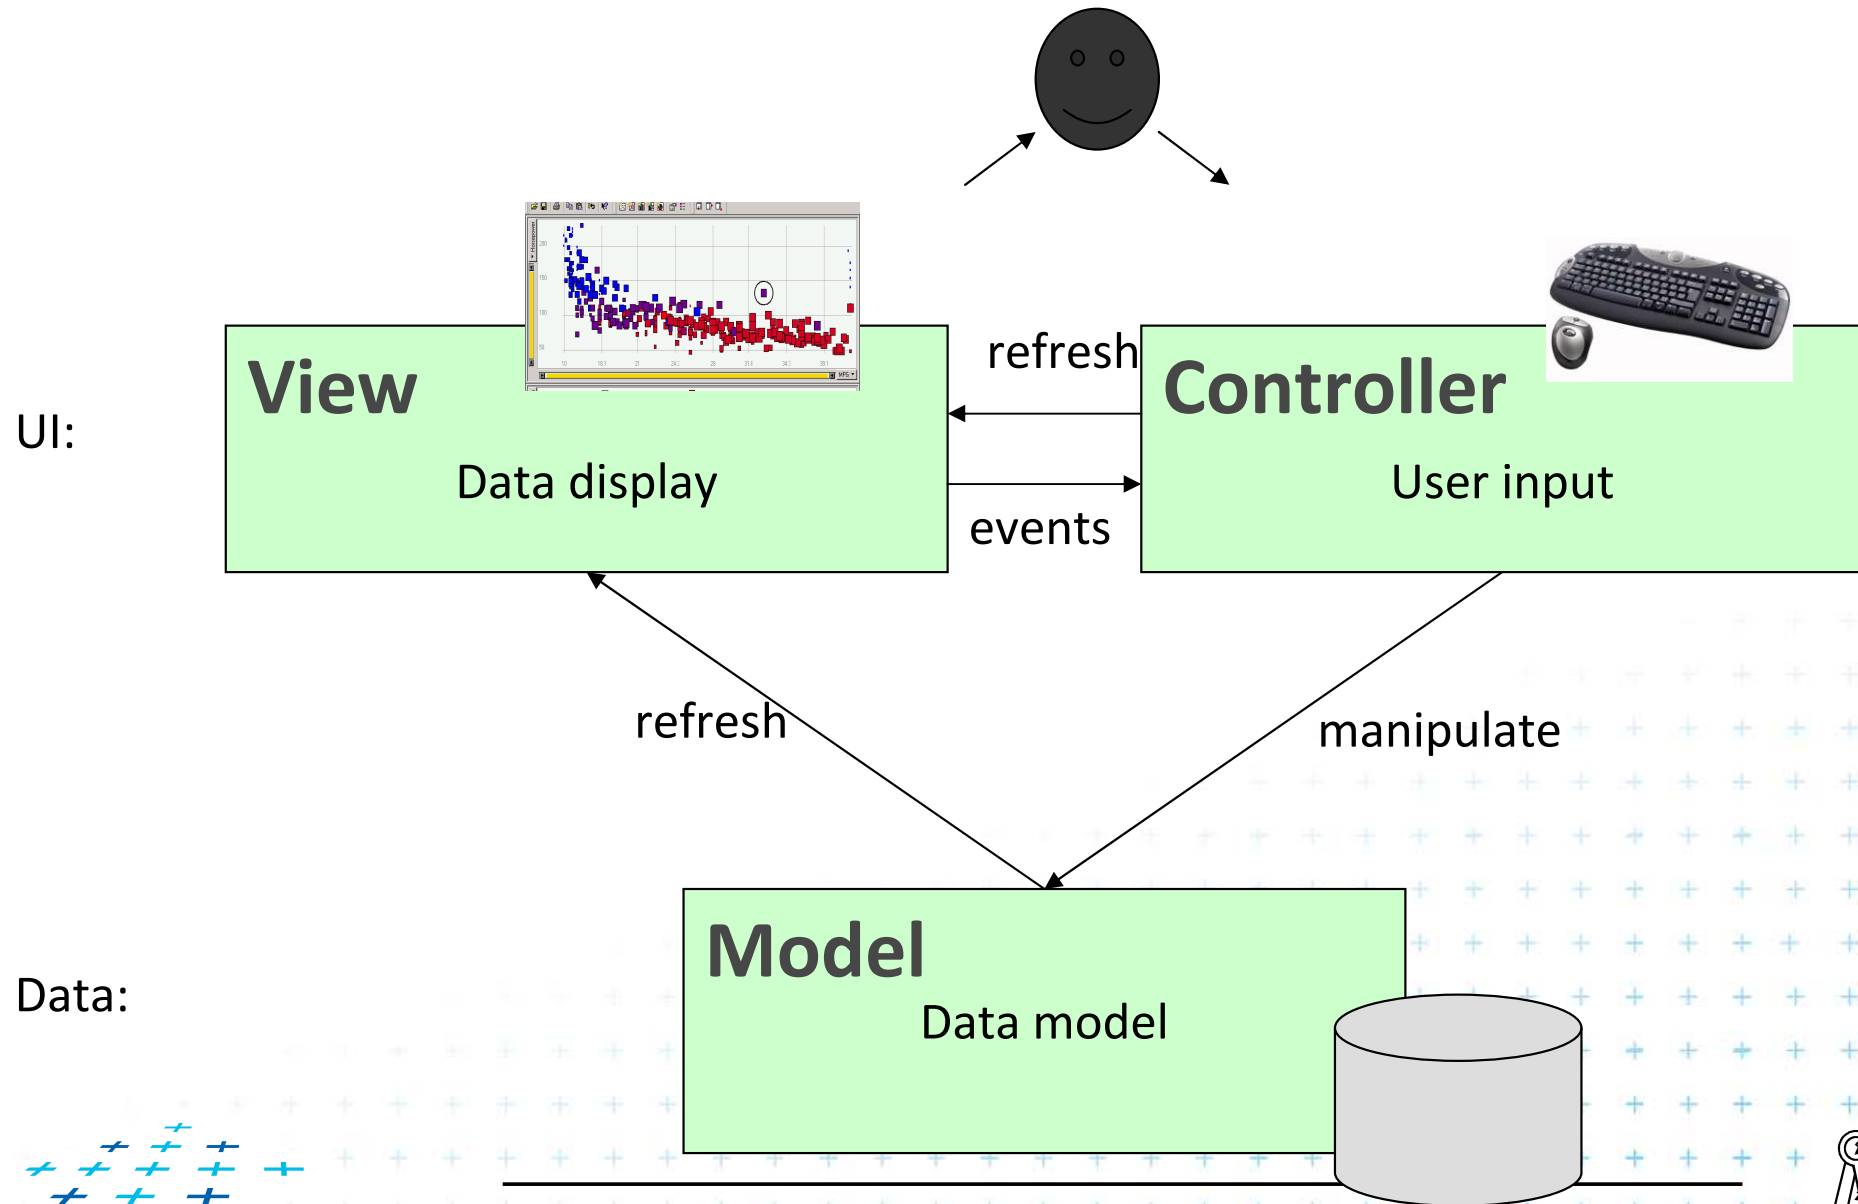 refresh
View
Controller
UI:
Data display
User input
events
refresh
manipulate
Model
Data:
Data model